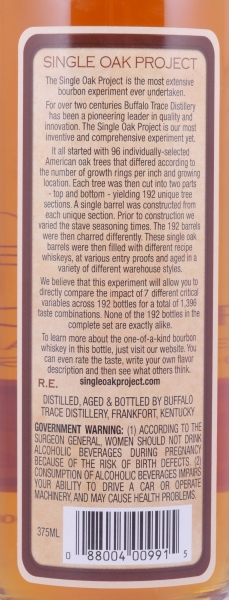 SINGLE OAK PROJECT
The Single Oak Project is the most extensive
bourbon experiment ever undertaken.
For over two centuries Buffalo Trace Distillery
has been a pioneering leader in quality and
innovation. The Single Oak Project is our most
inventive and comprehensive experiment yet.
It all started with 96 individually-selected
American oak trees that differed according to
the number of growth rings per inch and growing
location. Each tree was then cut into two parts
- top and bottom - yielding 192 unique tree
sections. A single barrel was constructed from
each unique section. Prior to construction we
varied the stave seasoning times. The 192 barrels
were then charred differently. These single oak
barrels were then filled with different recipe
whiskeys, at various entry proofs and aged in a
variety of different warehouse styles.
We believe that this experiment will allow you to
directly compare the impact of 7 different critical
variables across 192 bottles for a total of 1,396
taste combinations. None of the 192 bottles in the
complete set are exactly alike.
To learn more about the one-of-a-kind bourbon
whiskey in this bottle, just visit our website. You
can even rate the taste, write your own flavor
description and then see what others think.
R.E. singleoakproject.com
DISTILLED, AGED & BOTTLED BY BUFFALO
TRACE DISTILLERY, FRANKFORT, KENTUCKY
GOVERNMENT WARNING: (1) ACCORDING TO THE
SURGEON GENERAL, WOMEN SHOULD NOT DRINK
ALCOHOLIC BEVERAGES DURING PREGNANCY
BECAUSE OF THE RISK OF BIRTH DEFECTS. (2)
CONSUMPTION OF ALCOHOLIC BEVERAGES IMPAIRS
YOUR ABILITY TO DRIVE A CAR OR OPERATE
MACHINERY, AND MAY CAUSE HEALTH PROBLEMS.
375ML
0 88004 00991 5